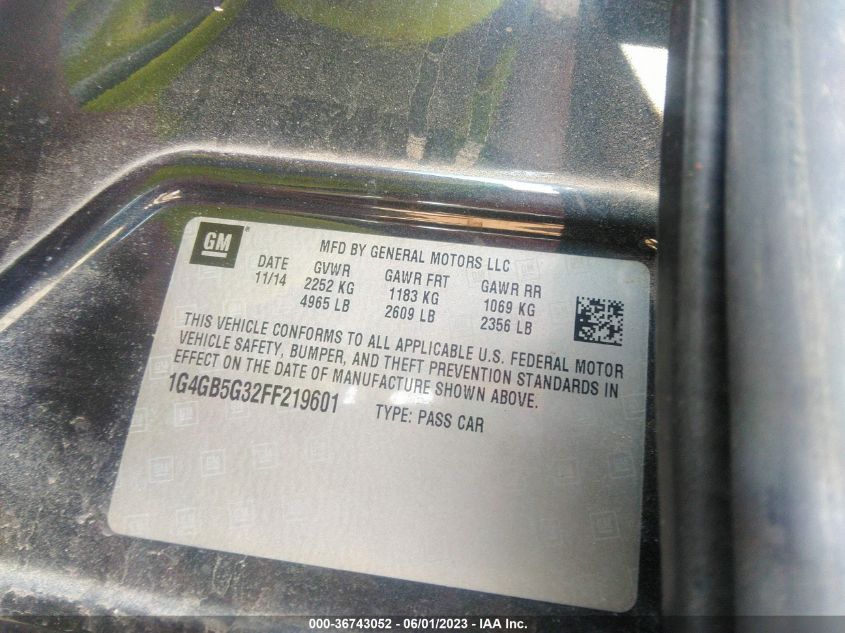 GM
MFD BY GENERAL MOTORS LLC
DATE GVWR GAWR FRT GAWR RR
11/14 2252 KG 1183 KG 1069 KG
4965 LB 2609 LB 2356 LB
THIS VEHICLE CONFORMS TO ALL APPLICABLE U.S. FEDERAL MOTOR
VEHICLE SAFETY, BUMPER, AND THEFT PREVENTION STANDARDS IN
EFFECT ON THE DATE OF MANUFACTURE SHOWN ABOVE.
1G4GB5G32FF219601 TYPE: PASS CAR
000-36743052 - 06/01/2023 - IAA Inc.